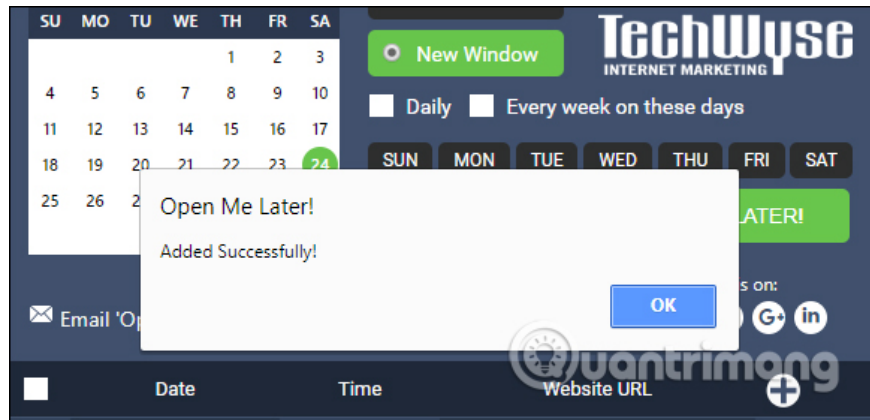 SU MO TU WE TH FR SA
1 2 3
4 5 6 7 8 9 10
11 12 13 14 15 16 17
18 19 20 21 22 23 24
25 26 2
New Window
TechWyse
INTERNET MARKETING
Daily Every week on these days
SUN MON TUE WED THU FRI SAT
LATER!
Open Me Later!
Added Successfully!
OK
s on:
Email 'Op
G+ in
uantrimang
Date Time Website URL